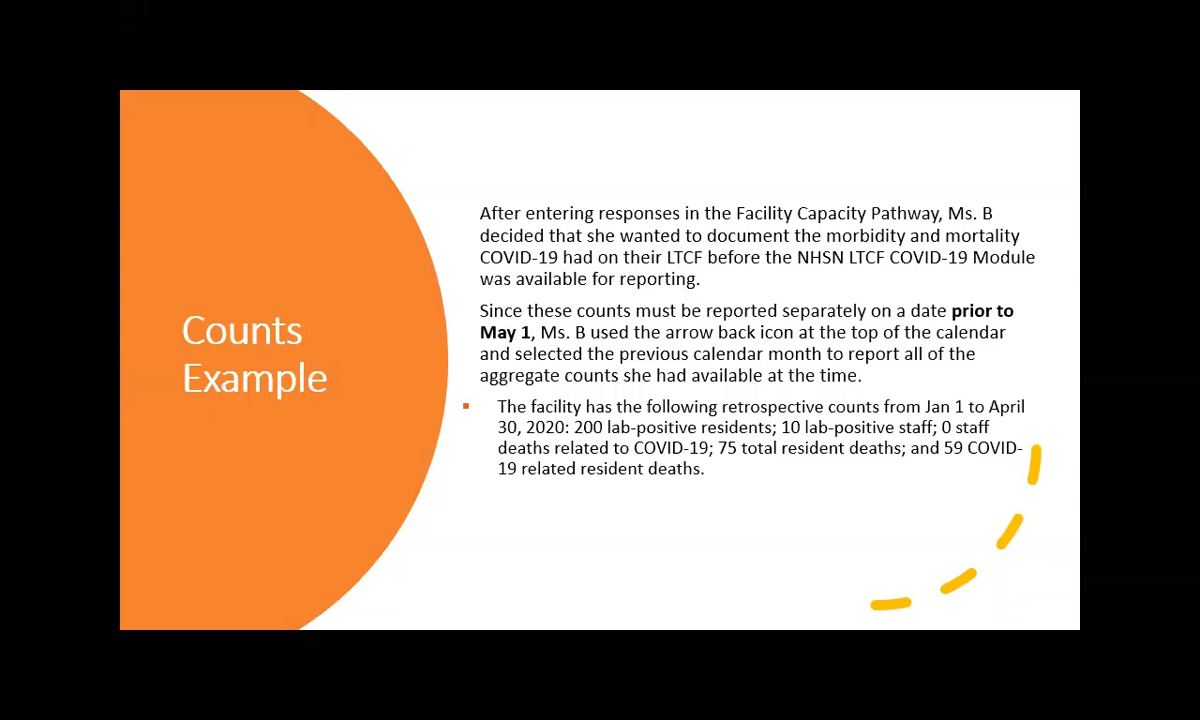 Counts
Example
After entering responses in the Facility Capacity Pathway, Ms. B
decided that she wanted to document the morbidity and mortality
COVID-19 had on their LTCF before the NHSN LTCF COVID-19 Module
was available for reporting.
Since these counts must be reported separately on a date prior to
May 1, Ms. B used the arrow back icon at the top of the calendar
and selected the previous calendar month to report all of the
aggregate counts she had available at the time.
▪ The facility has the following retrospective counts from Jan 1 to April
30, 2020: 200 lab-positive residents; 10 lab-positive staff; 0 staff
deaths related to COVID-19; 75 total resident deaths; and 59 COVID-
19 related resident deaths.